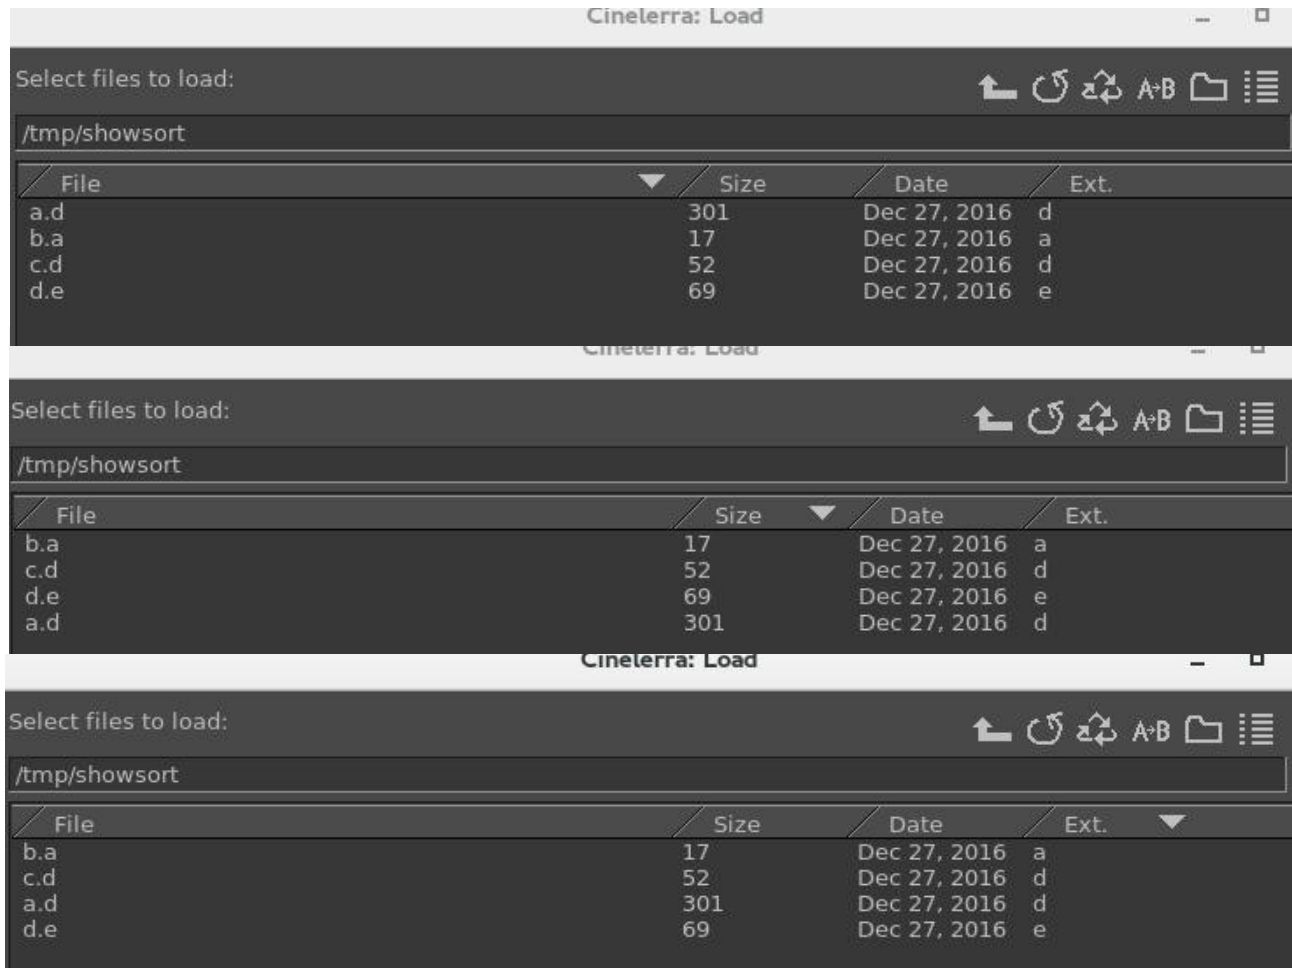 Cinelerra: Load
Select files to load:
A→B
/tmp/showsort
File Size Date Ext.
a.d 301 Dec 27, 2016 d
b.a 17 Dec 27, 2016 a
c.d 52 Dec 27, 2016 d
d.e 69 Dec 27, 2016 e
Cinelerra: Load
Select files to load:
A→B
/tmp/showsort
File Size Date Ext.
b.a 17 Dec 27, 2016 a
c.d 52 Dec 27, 2016 d
d.e 69 Dec 27, 2016 e
a.d 301 Dec 27, 2016 d
Cinelerra: Load
Select files to load:
A→B
/tmp/showsort
File Size Date Ext.
b.a 17 Dec 27, 2016 a
c.d 52 Dec 27, 2016 d
a.d 301 Dec 27, 2016 d
d.e 69 Dec 27, 2016 e